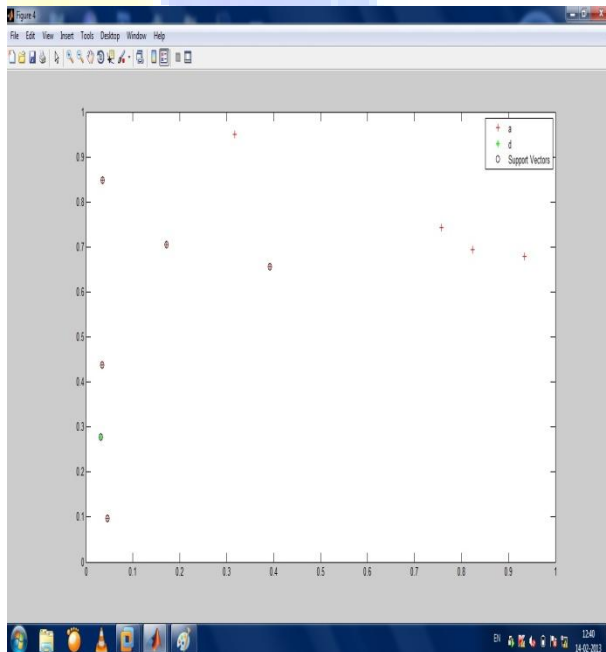 Figure 4
File Edit View Insert Tools Desktop Window Help
a
d
Support Vectors
1
0.9
0.8
0.7
0.6
0.5
0.4
0.3
0.2
0.1
0
0 0.1 0.2 0.3 0.4 0.5 0.6 0.7 0.8 0.9 1
EN
12:40
14-02-2013